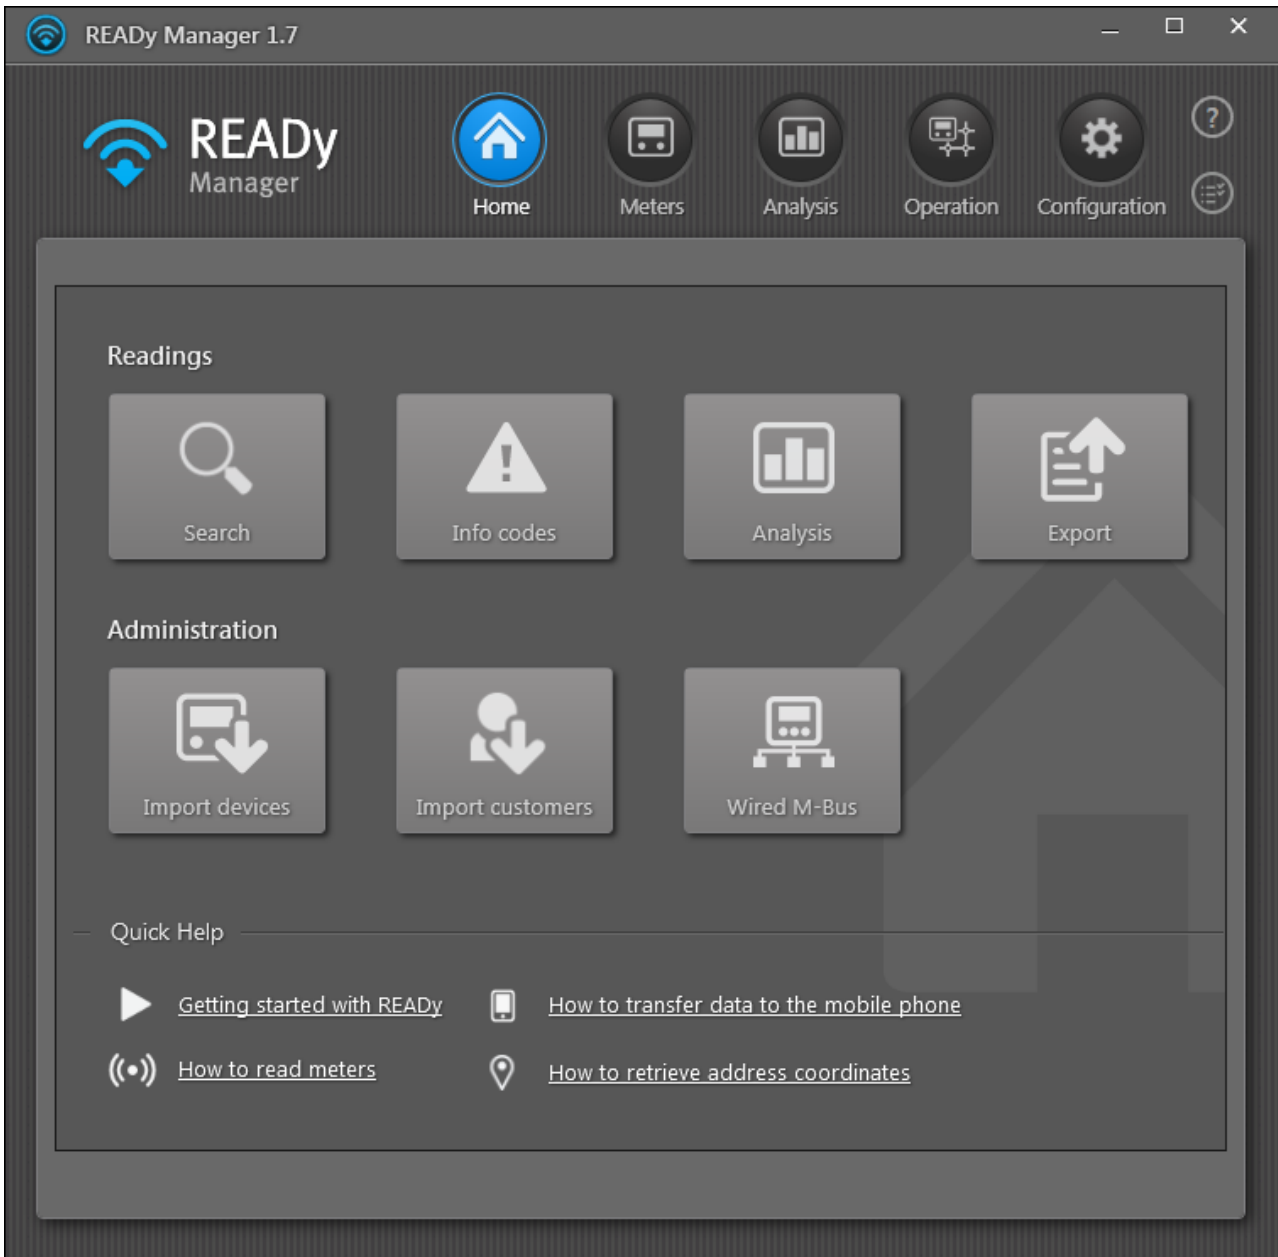 READy Manager 1.7
READy
Manager
Home
Meters
Analysis
Operation
Configuration
?
Readings
Search
Info codes
Analysis
Export
Administration
Import devices
Import customers
Wired M-Bus
Quick Help
Getting started with READy
How to transfer data to the mobile phone
How to read meters
How to retrieve address coordinates